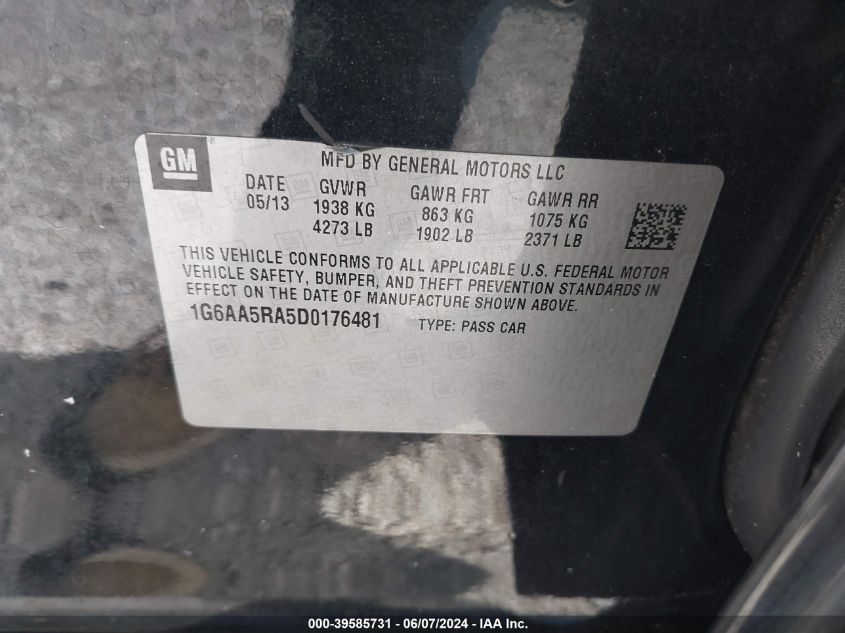 GM
MFD BY GENERAL MOTORS LLC
DATE GVWR GAWR FRT GAWR RR
05/13 1938 KG 863 KG 1075 KG
4273 LB 1902 LB 2371 LB
THIS VEHICLE CONFORMS TO ALL APPLICABLE U.S. FEDERAL MOTOR
VEHICLE SAFETY, BUMPER, AND THEFT PREVENTION STANDARDS IN
EFFECT ON THE DATE OF MANUFACTURE SHOWN ABOVE.
1G6AA5RA5D0176481 TYPE: PASS CAR
000-39585731 - 06/07/2024 - IAA Inc.